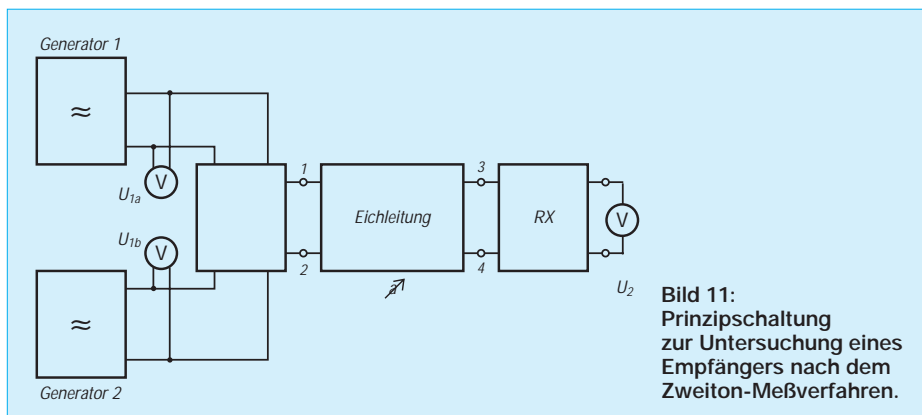 Generator 1
≈
V
U1a
U1b
V
≈
Generator 2
1
2
Eichleitung
a
3
4
RX
V
U2
Bild 11:
Prinzipschaltung
zur Untersuchung eines
Empfängers nach dem
Zweiton-Meßverfahren.